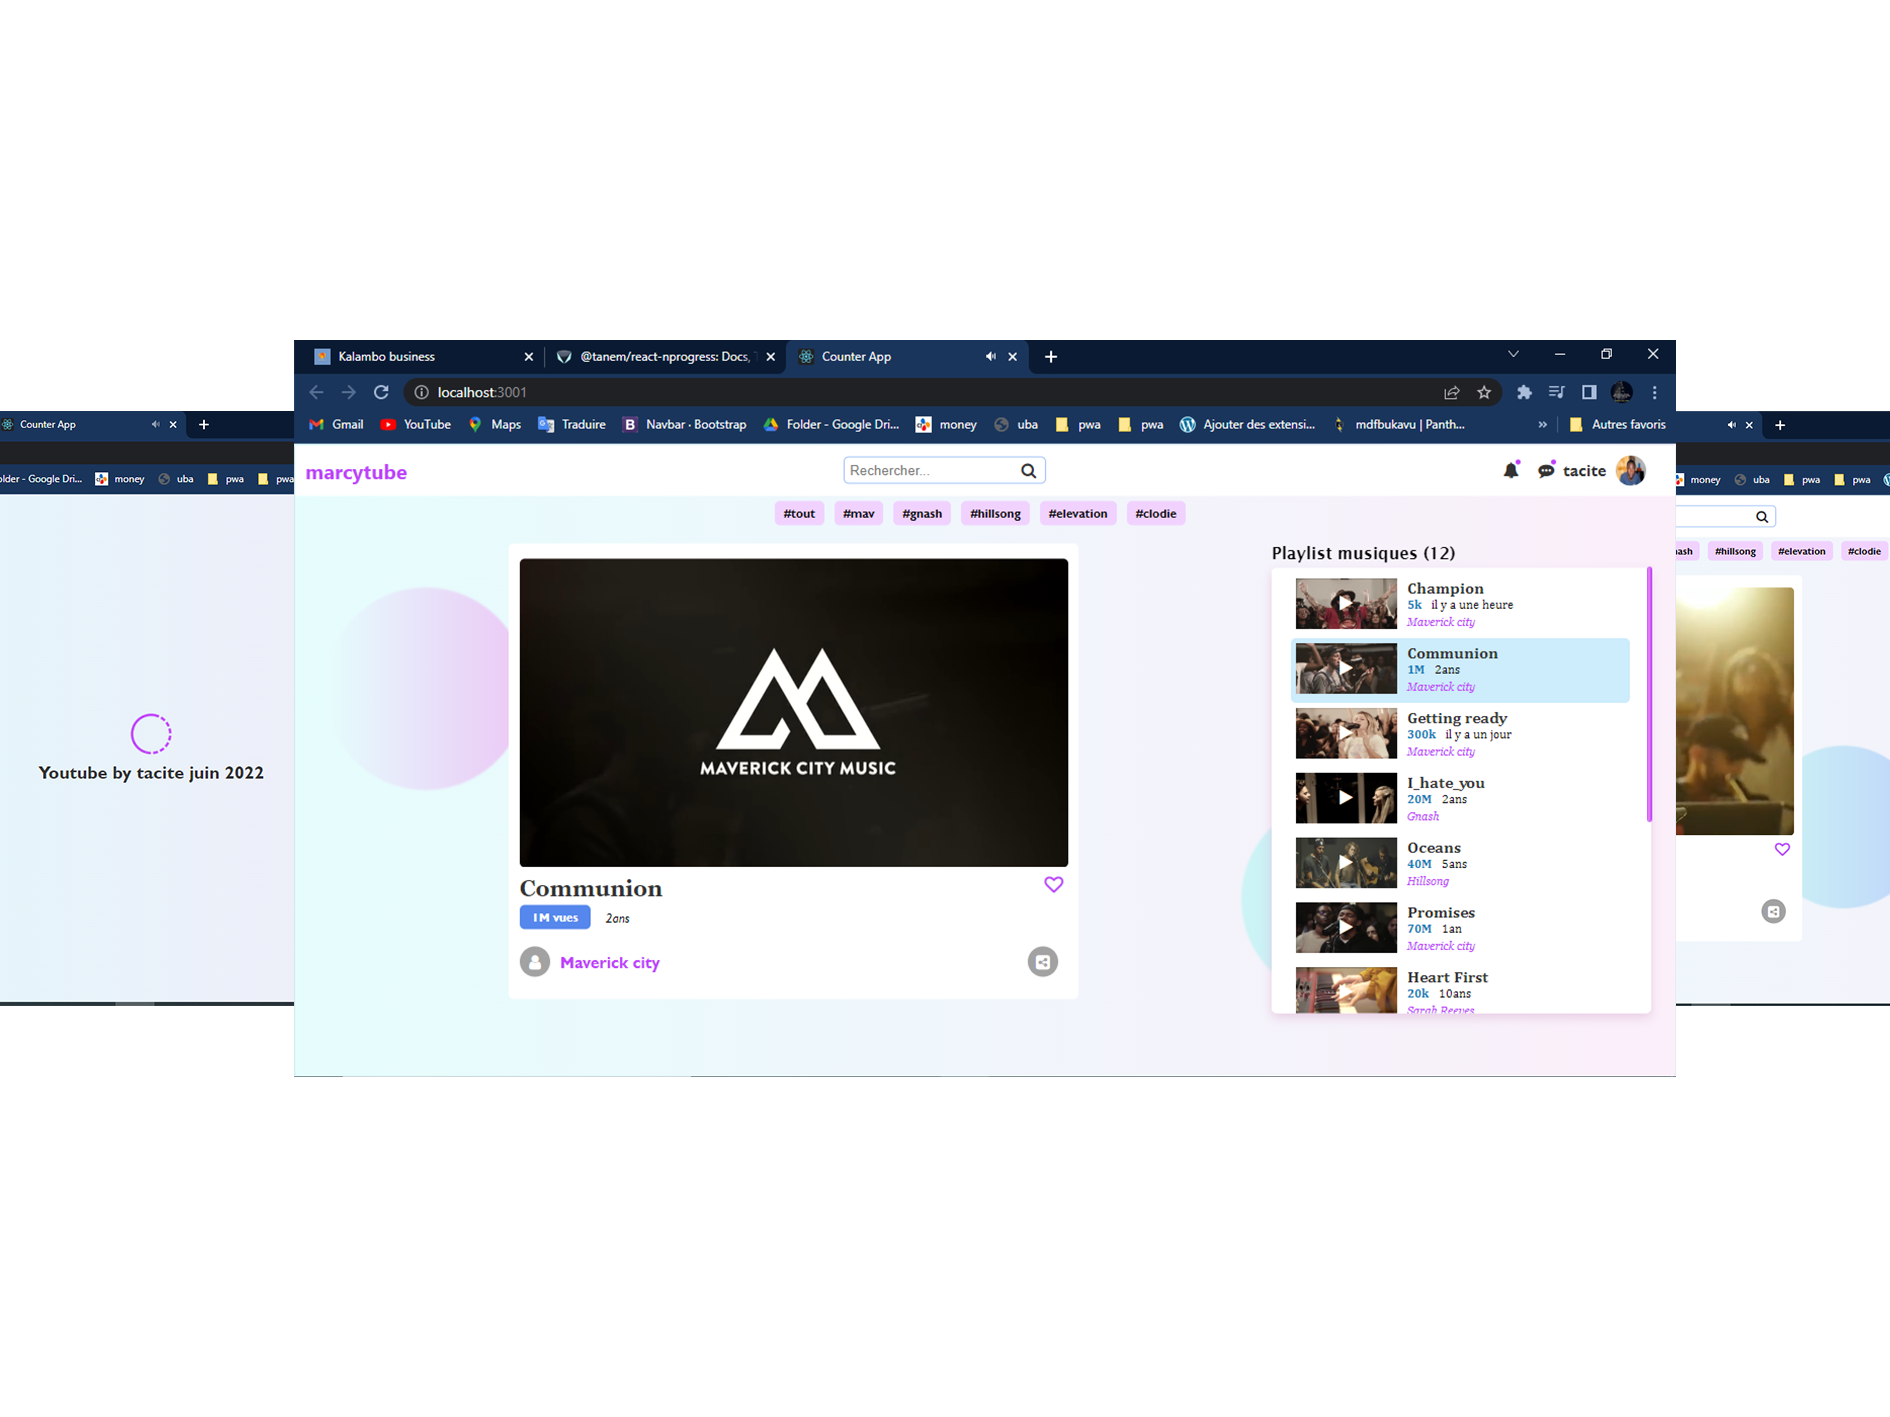 Kalambo business
@tanem/react-nprogress: Docs,
Counter App
localhost:3001
Gmail
YouTube
Maps
Traduire
Navbar · Bootstrap
Folder - Google Dri...
money
uba
pwa
pwa
Ajouter des extensi...
mdfbukavu | Panth...
»
Autres favoris
marcytube
Rechercher...
tacite
#tout
#mav
#gnash
#hillsong
#elevation
#clodie
MAVERICK CITY MUSIC
Communion
1M vues 2ans
Maverick city
Playlist musiques (12)
Champion
5k il y a une heure
Maverick city
Communion
1M 2ans
Maverick city
Getting ready
300k il y a un jour
Maverick city
I_hate_you
20M 2ans
Gnash
Oceans
40M 5ans
Hillsong
Promises
70M 1an
Maverick city
Heart First
20k 10ans
Sarah Reeves
Counter App
older - Google Dri...
money
uba
pwa
pwa
Youtube by tacite juin 2022
money
uba
pwa
pwa
ash
#hillsong
#elevation
#clodie